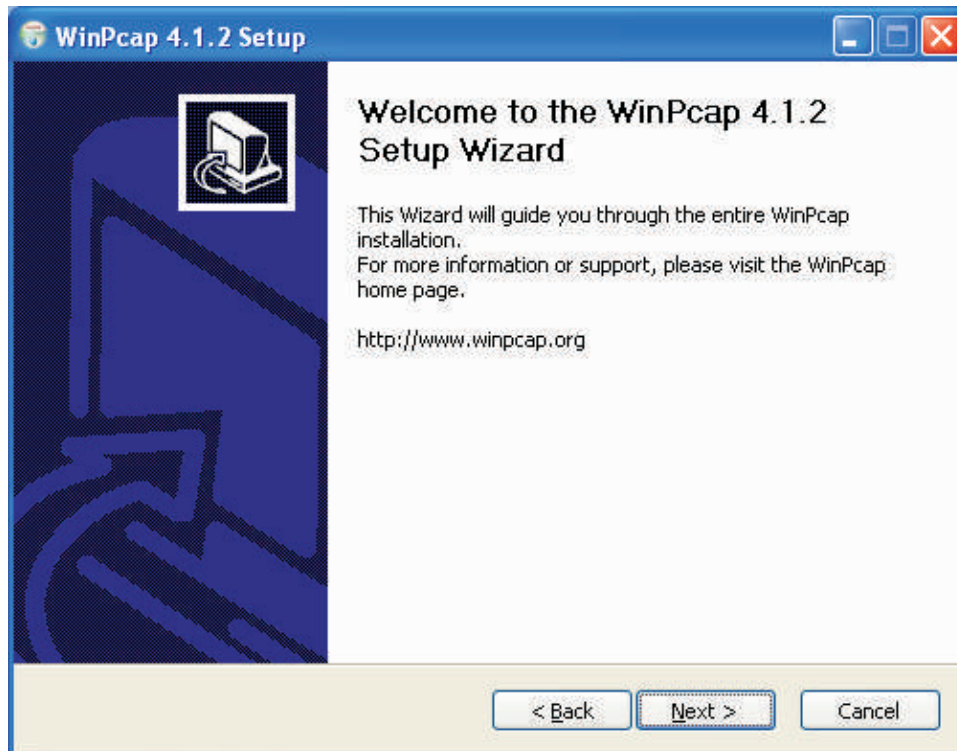 WinPcap 4.1.2 Setup
Welcome to the WinPcap 4.1.2
Setup Wizard
This Wizard will guide you through the entire WinPcap
installation.
For more information or support, please visit the WinPcap
home page.
http://www.winpcap.org
< Back
Next >
Cancel